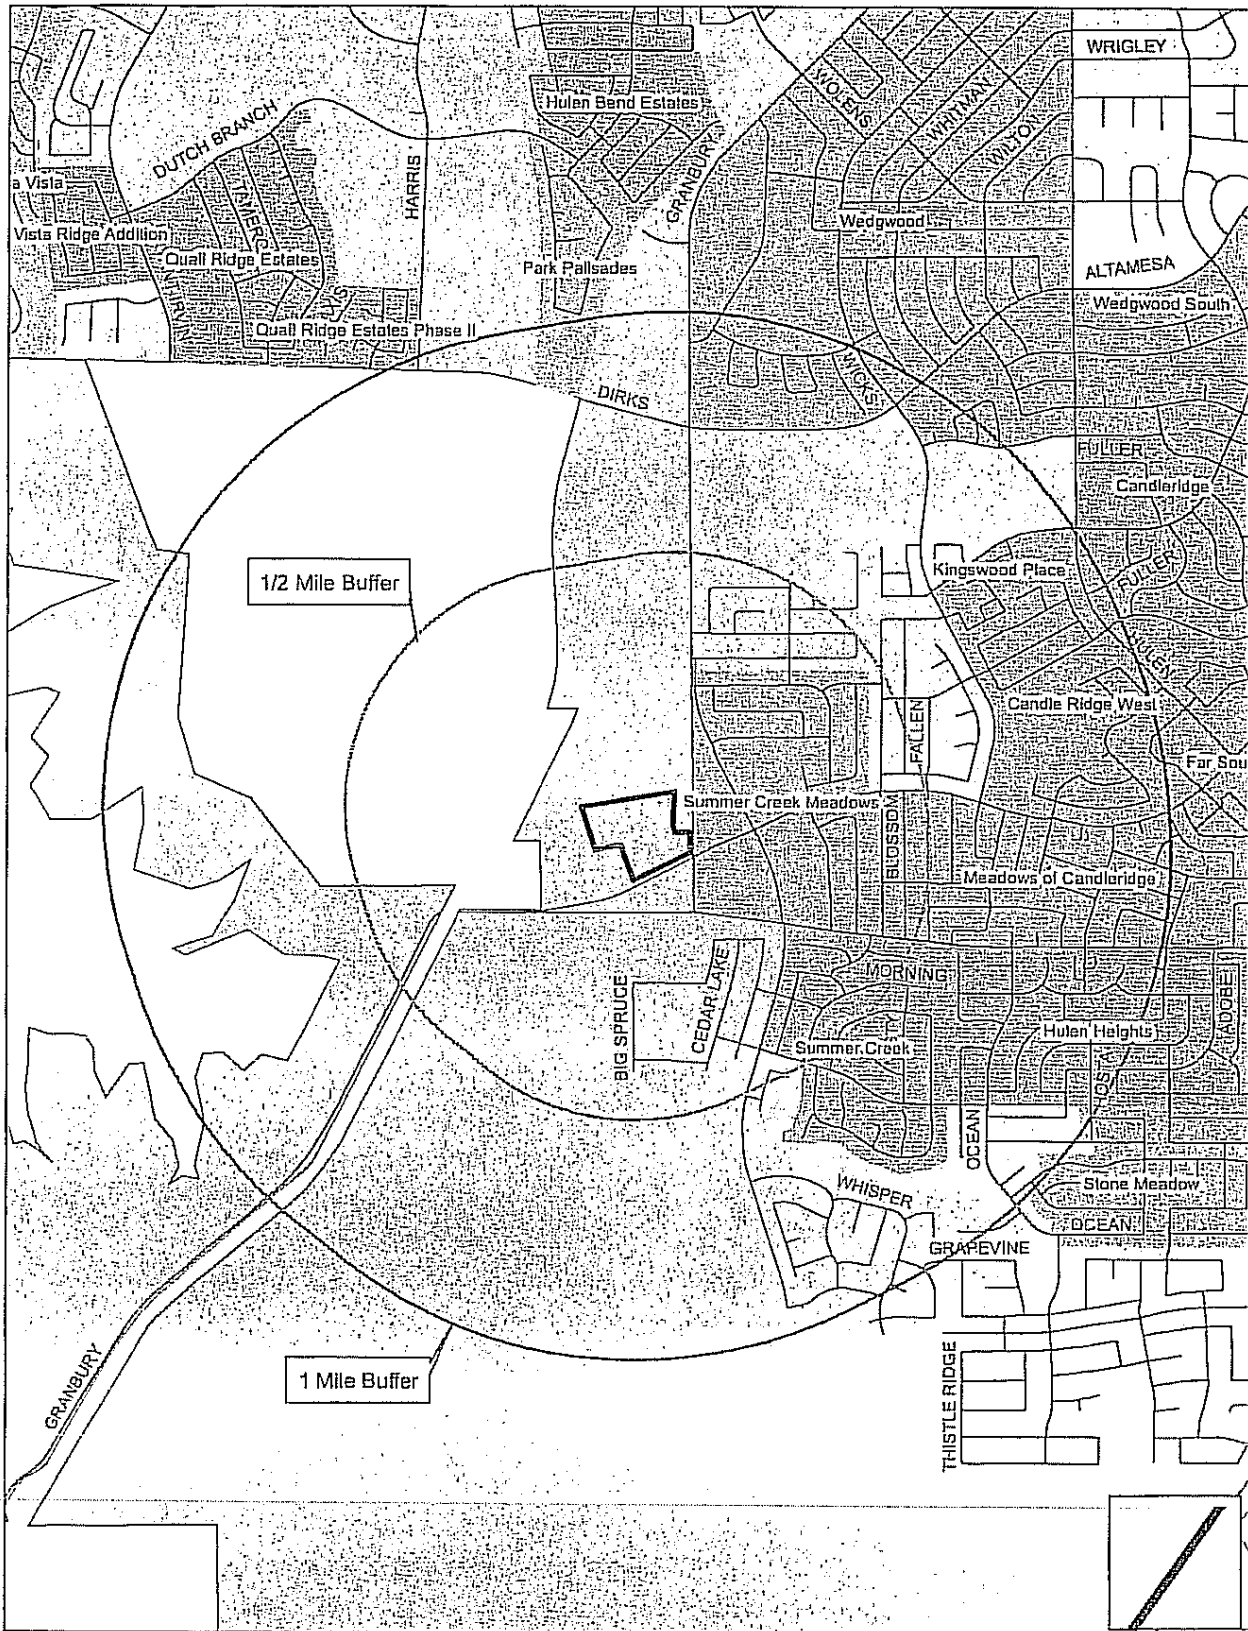 WRIGLEY
WOLENS
Hulen Bend Estates
WHITMAN
DUTCH BRANCH
WILTON
HARRIS
GRANBURY
a Vista
Wedgwood
Vista Ridge Addition
Quail Ridge Estates
Park Palisades
ALTAMESA
Wedgwood South
Quail Ridge Estates Phase II
WICKS
DIRKS
FULLER
Candleridge
1/2 Mile Buffer
Kingswood Place
FULLER
Candle Ridge West
FALLEN
Far Sou
Summer Creek Meadows
BLOSSOM
Meadows of Candleridge
CEDAR LAKE
MORNING
BIG SPRUCE
ADOBE
Hulen Heights
Summer Creek
OCEAN
WHISPER
Stone Meadow
OCEAN
GRAPEVINE
GRANBURY
1 Mile Buffer
THISTLE RIDGE